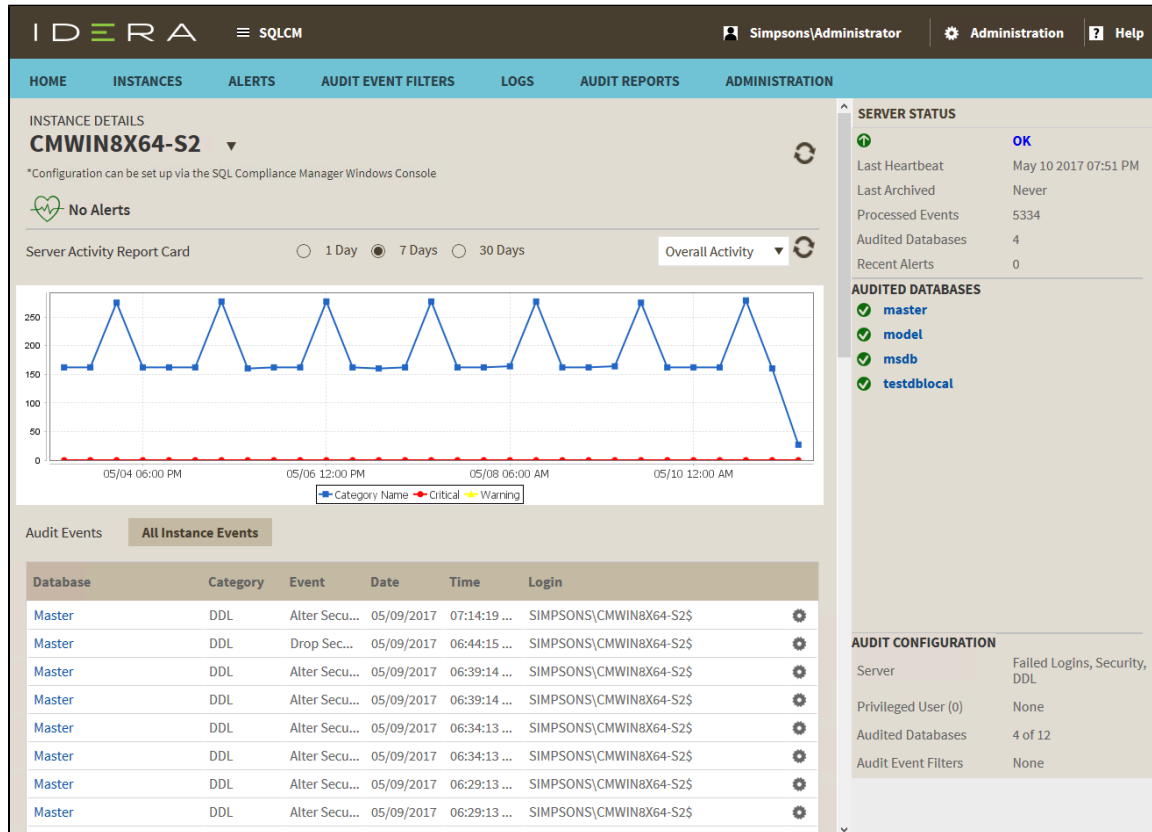 IDERA
SQLCM
Simpsons\Administrator
Administration
? Help
HOME INSTANCES ALERTS AUDIT EVENT FILTERS LOGS AUDIT REPORTS ADMINISTRATION
INSTANCE DETAILS
CMWIN8X64-S2
*Configuration can be set up via the SQL Compliance Manager Windows Console
No Alerts
Server Activity Report Card 1 Day 7 Days 30 Days Overall Activity
250
200
150
100
50
0
05/04 06:00 PM 05/06 12:00 PM 05/08 06:00 AM 05/10 12:00 AM
Category Name Critical Warning
Audit Events All Instance Events
Database Category Event Date Time Login
Master DDL Alter Secu... 05/09/2017 07:14:19 ... SIMPSONS\CMWIN8X64-S2$
Master DDL Drop Sec... 05/09/2017 06:44:15 ... SIMPSONS\CMWIN8X64-S2$
Master DDL Alter Secu... 05/09/2017 06:39:14 ... SIMPSONS\CMWIN8X64-S2$
Master DDL Alter Secu... 05/09/2017 06:39:14 ... SIMPSONS\CMWIN8X64-S2$
Master DDL Alter Secu... 05/09/2017 06:34:13 ... SIMPSONS\CMWIN8X64-S2$
Master DDL Alter Secu... 05/09/2017 06:34:13 ... SIMPSONS\CMWIN8X64-S2$
Master DDL Alter Secu... 05/09/2017 06:29:13 ... SIMPSONS\CMWIN8X64-S2$
Master DDL Alter Secu... 05/09/2017 06:29:13 ... SIMPSONS\CMWIN8X64-S2$
SERVER STATUS
OK
Last Heartbeat May 10 2017 07:51 PM
Last Archived Never
Processed Events 5334
Audited Databases 4
Recent Alerts 0
AUDITED DATABASES
master
model
msdb
testdblocal
AUDIT CONFIGURATION
Server Failed Logins, Security,
DDL
Privileged User (0) None
Audited Databases 4 of 12
Audit Event Filters None